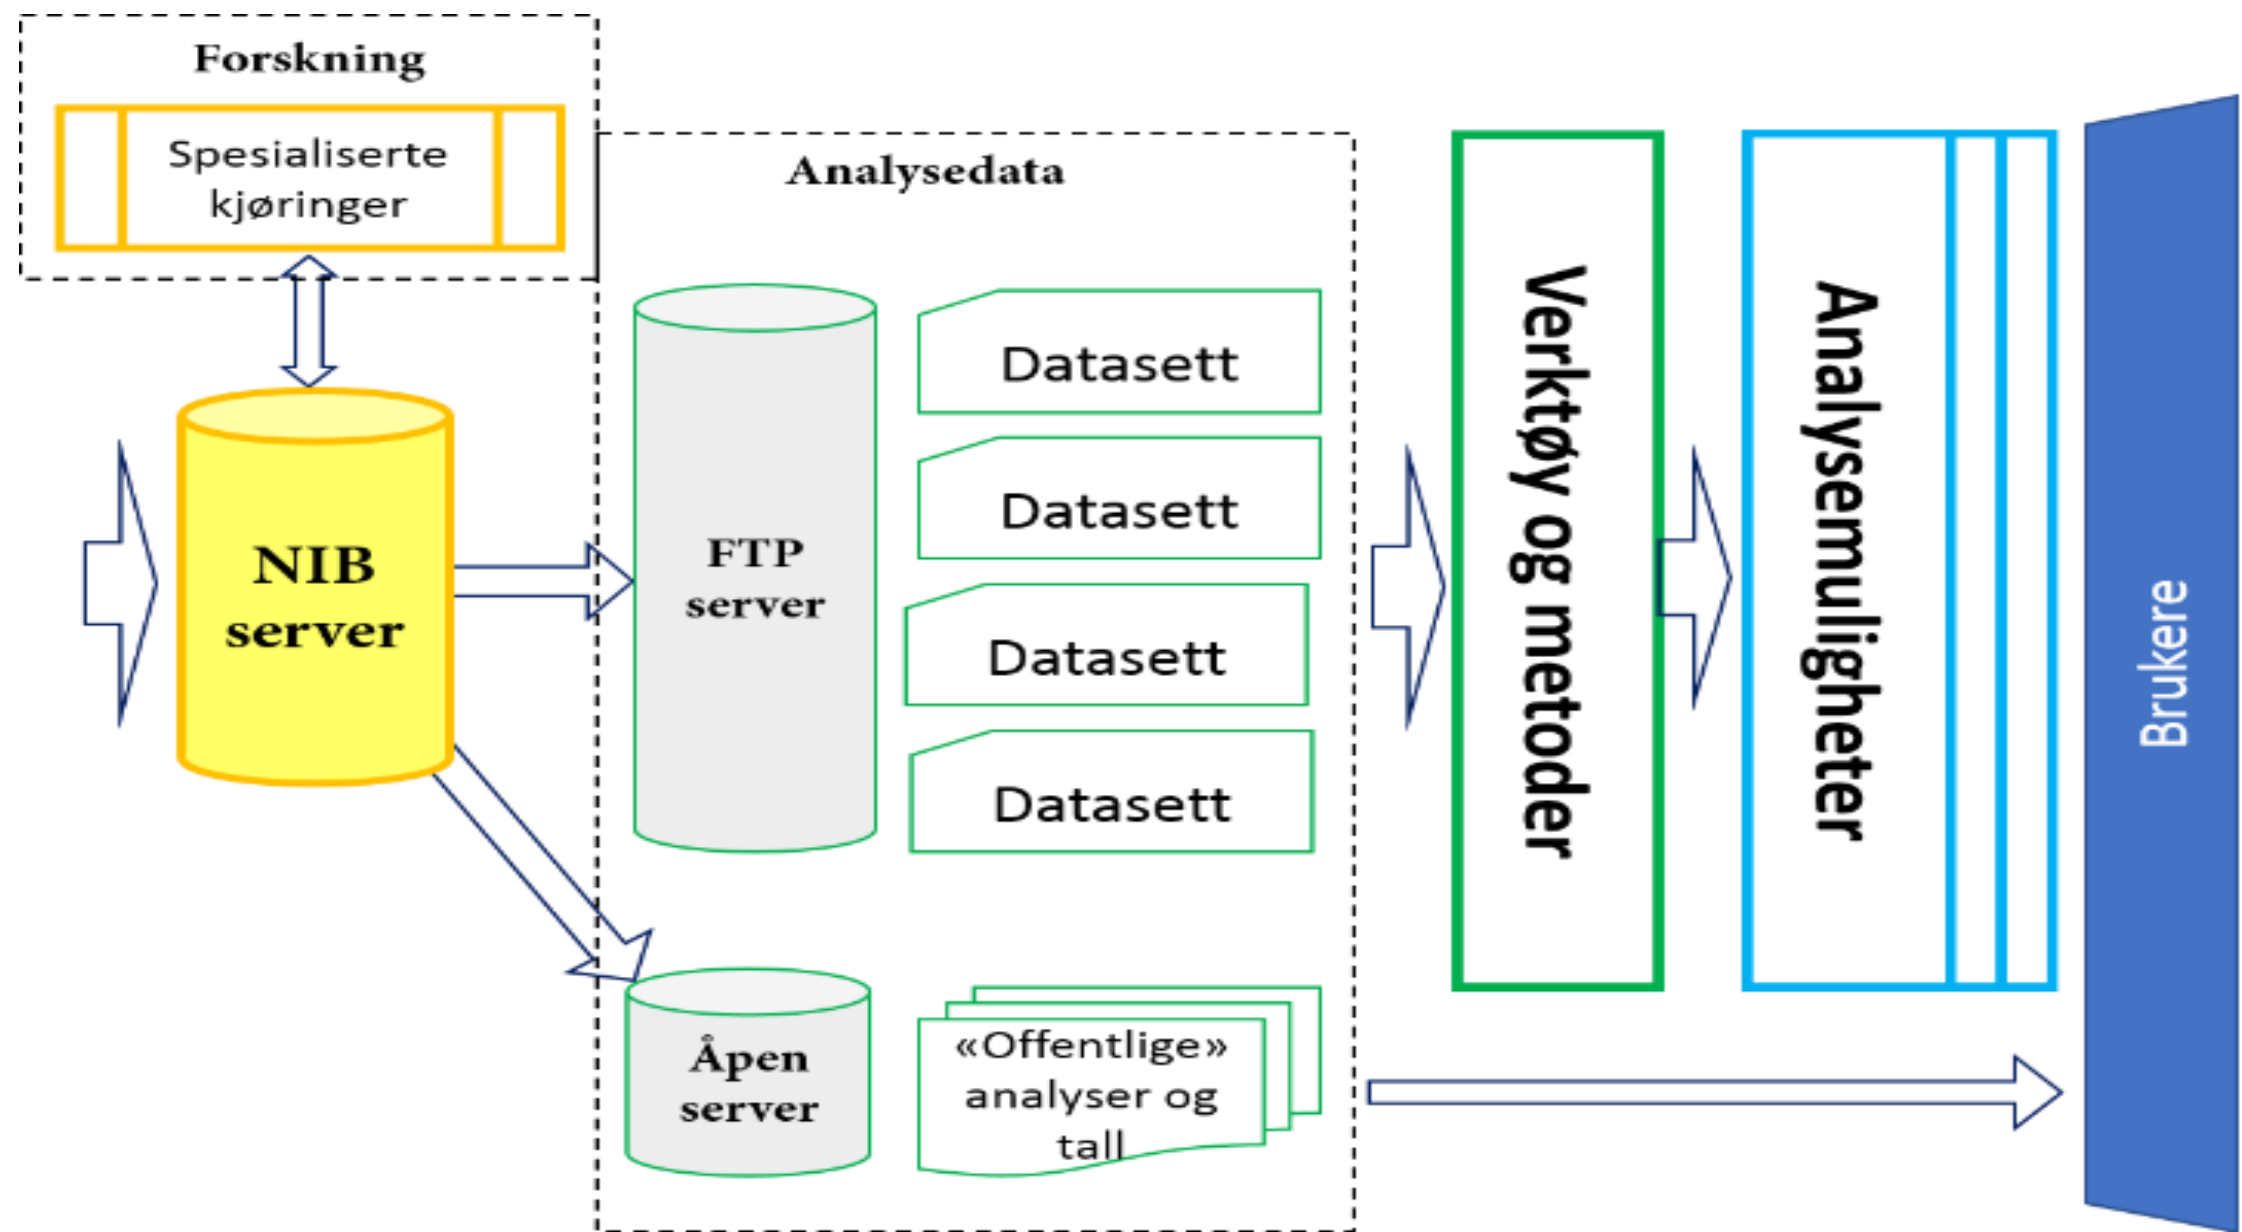 Forskning
Spesialiserte
kjøringer
Analysedata
NIB
server
FTP
server
Datasett
Datasett
Datasett
Datasett
Åpen
server
«Offentlige»
analyser og
tall
Verktøy og metoder
Analysemuligheter
Brukere